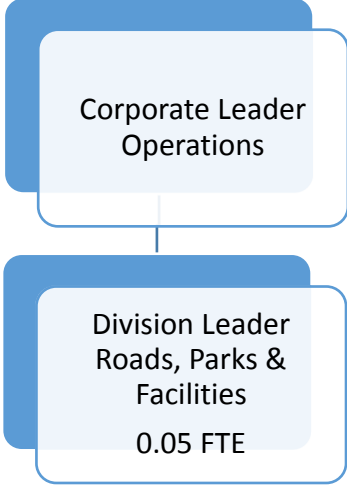 Corporate Leader
Operations
Division Leader
Roads, Parks &
Facilities
0.05 FTE